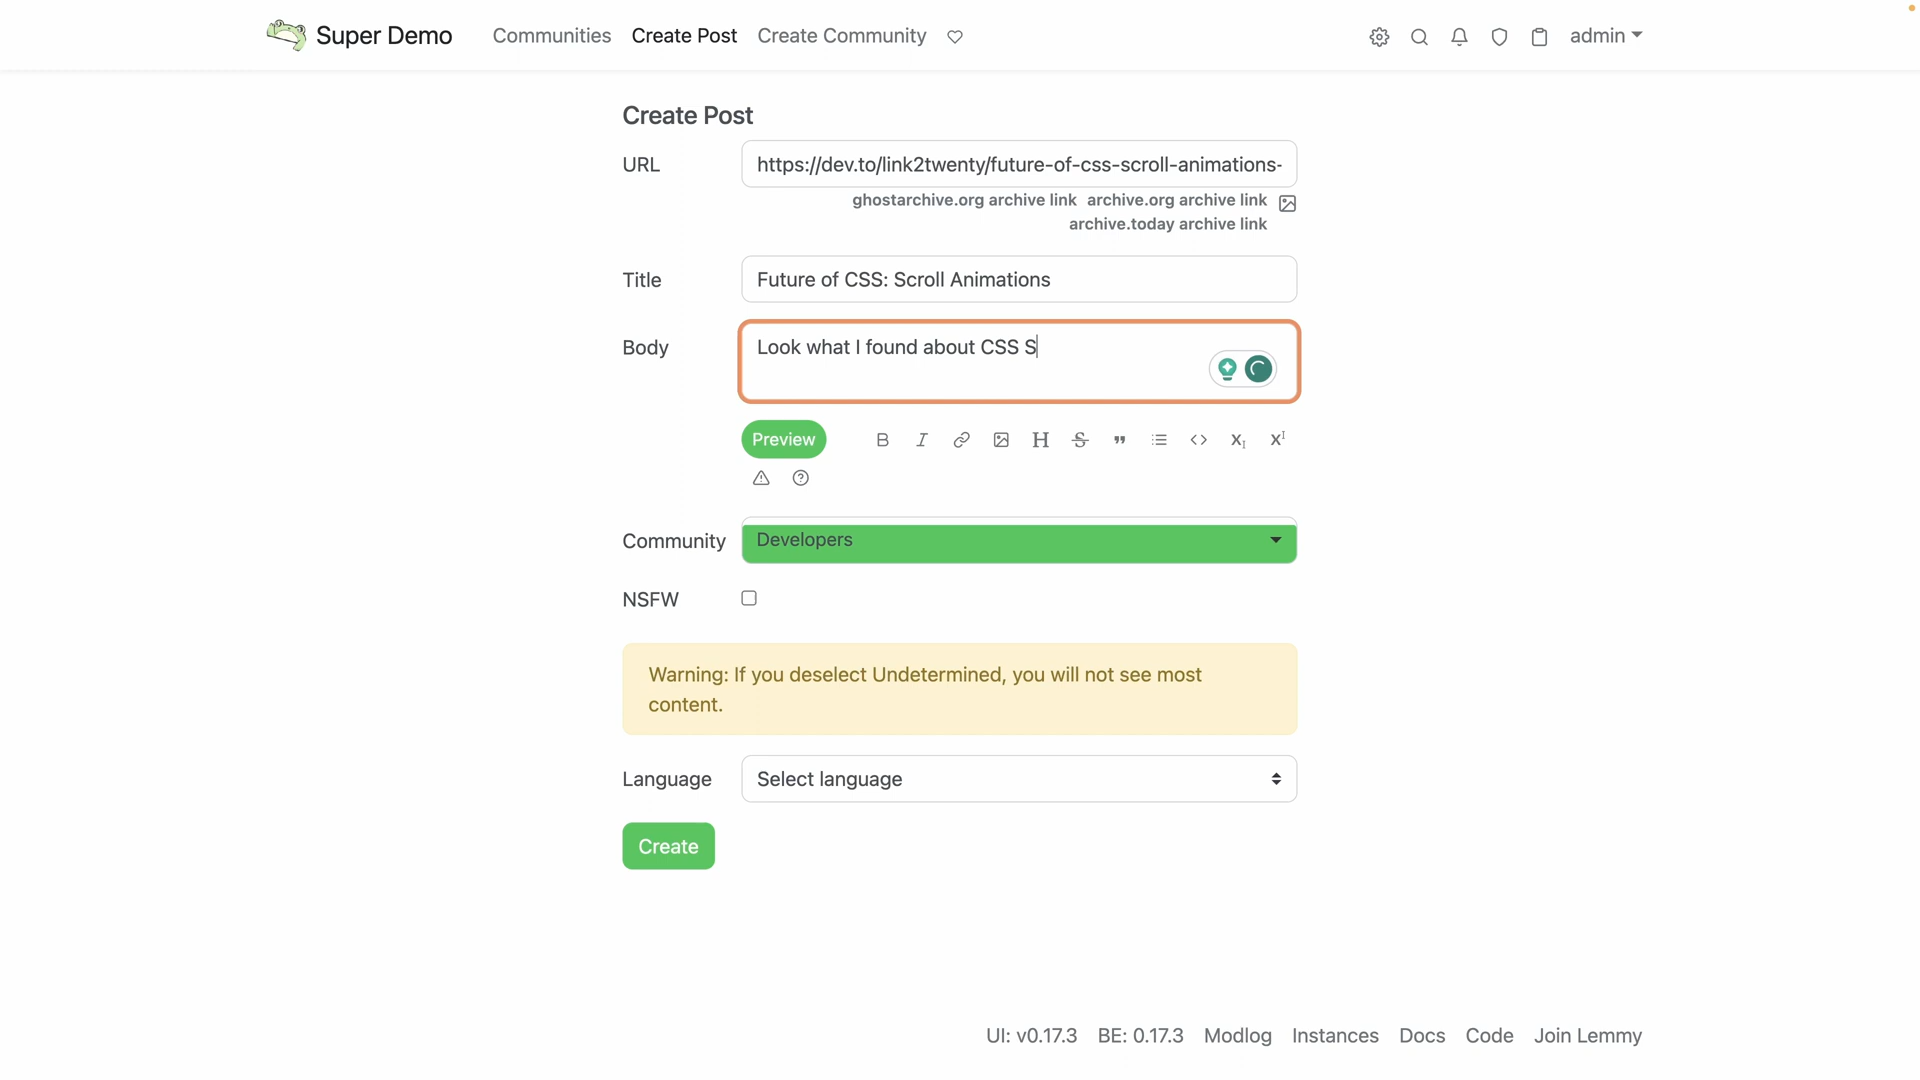 Super Demo Communities Create Post Create Community admin
Create Post
URL https://dev.to/link2twenty/future-of-css-scroll-animations-
ghostarchive.org archive link archive.org archive link
archive.today archive link
Title Future of CSS: Scroll Animations
Body Look what I found about CSS S
Preview
Community Developers
NSFW
Warning: If you deselect Undetermined, you will not see most
content.
Language Select language
Create
UI: v0.17.3 BE: 0.17.3 Modlog Instances Docs Code Join Lemmy